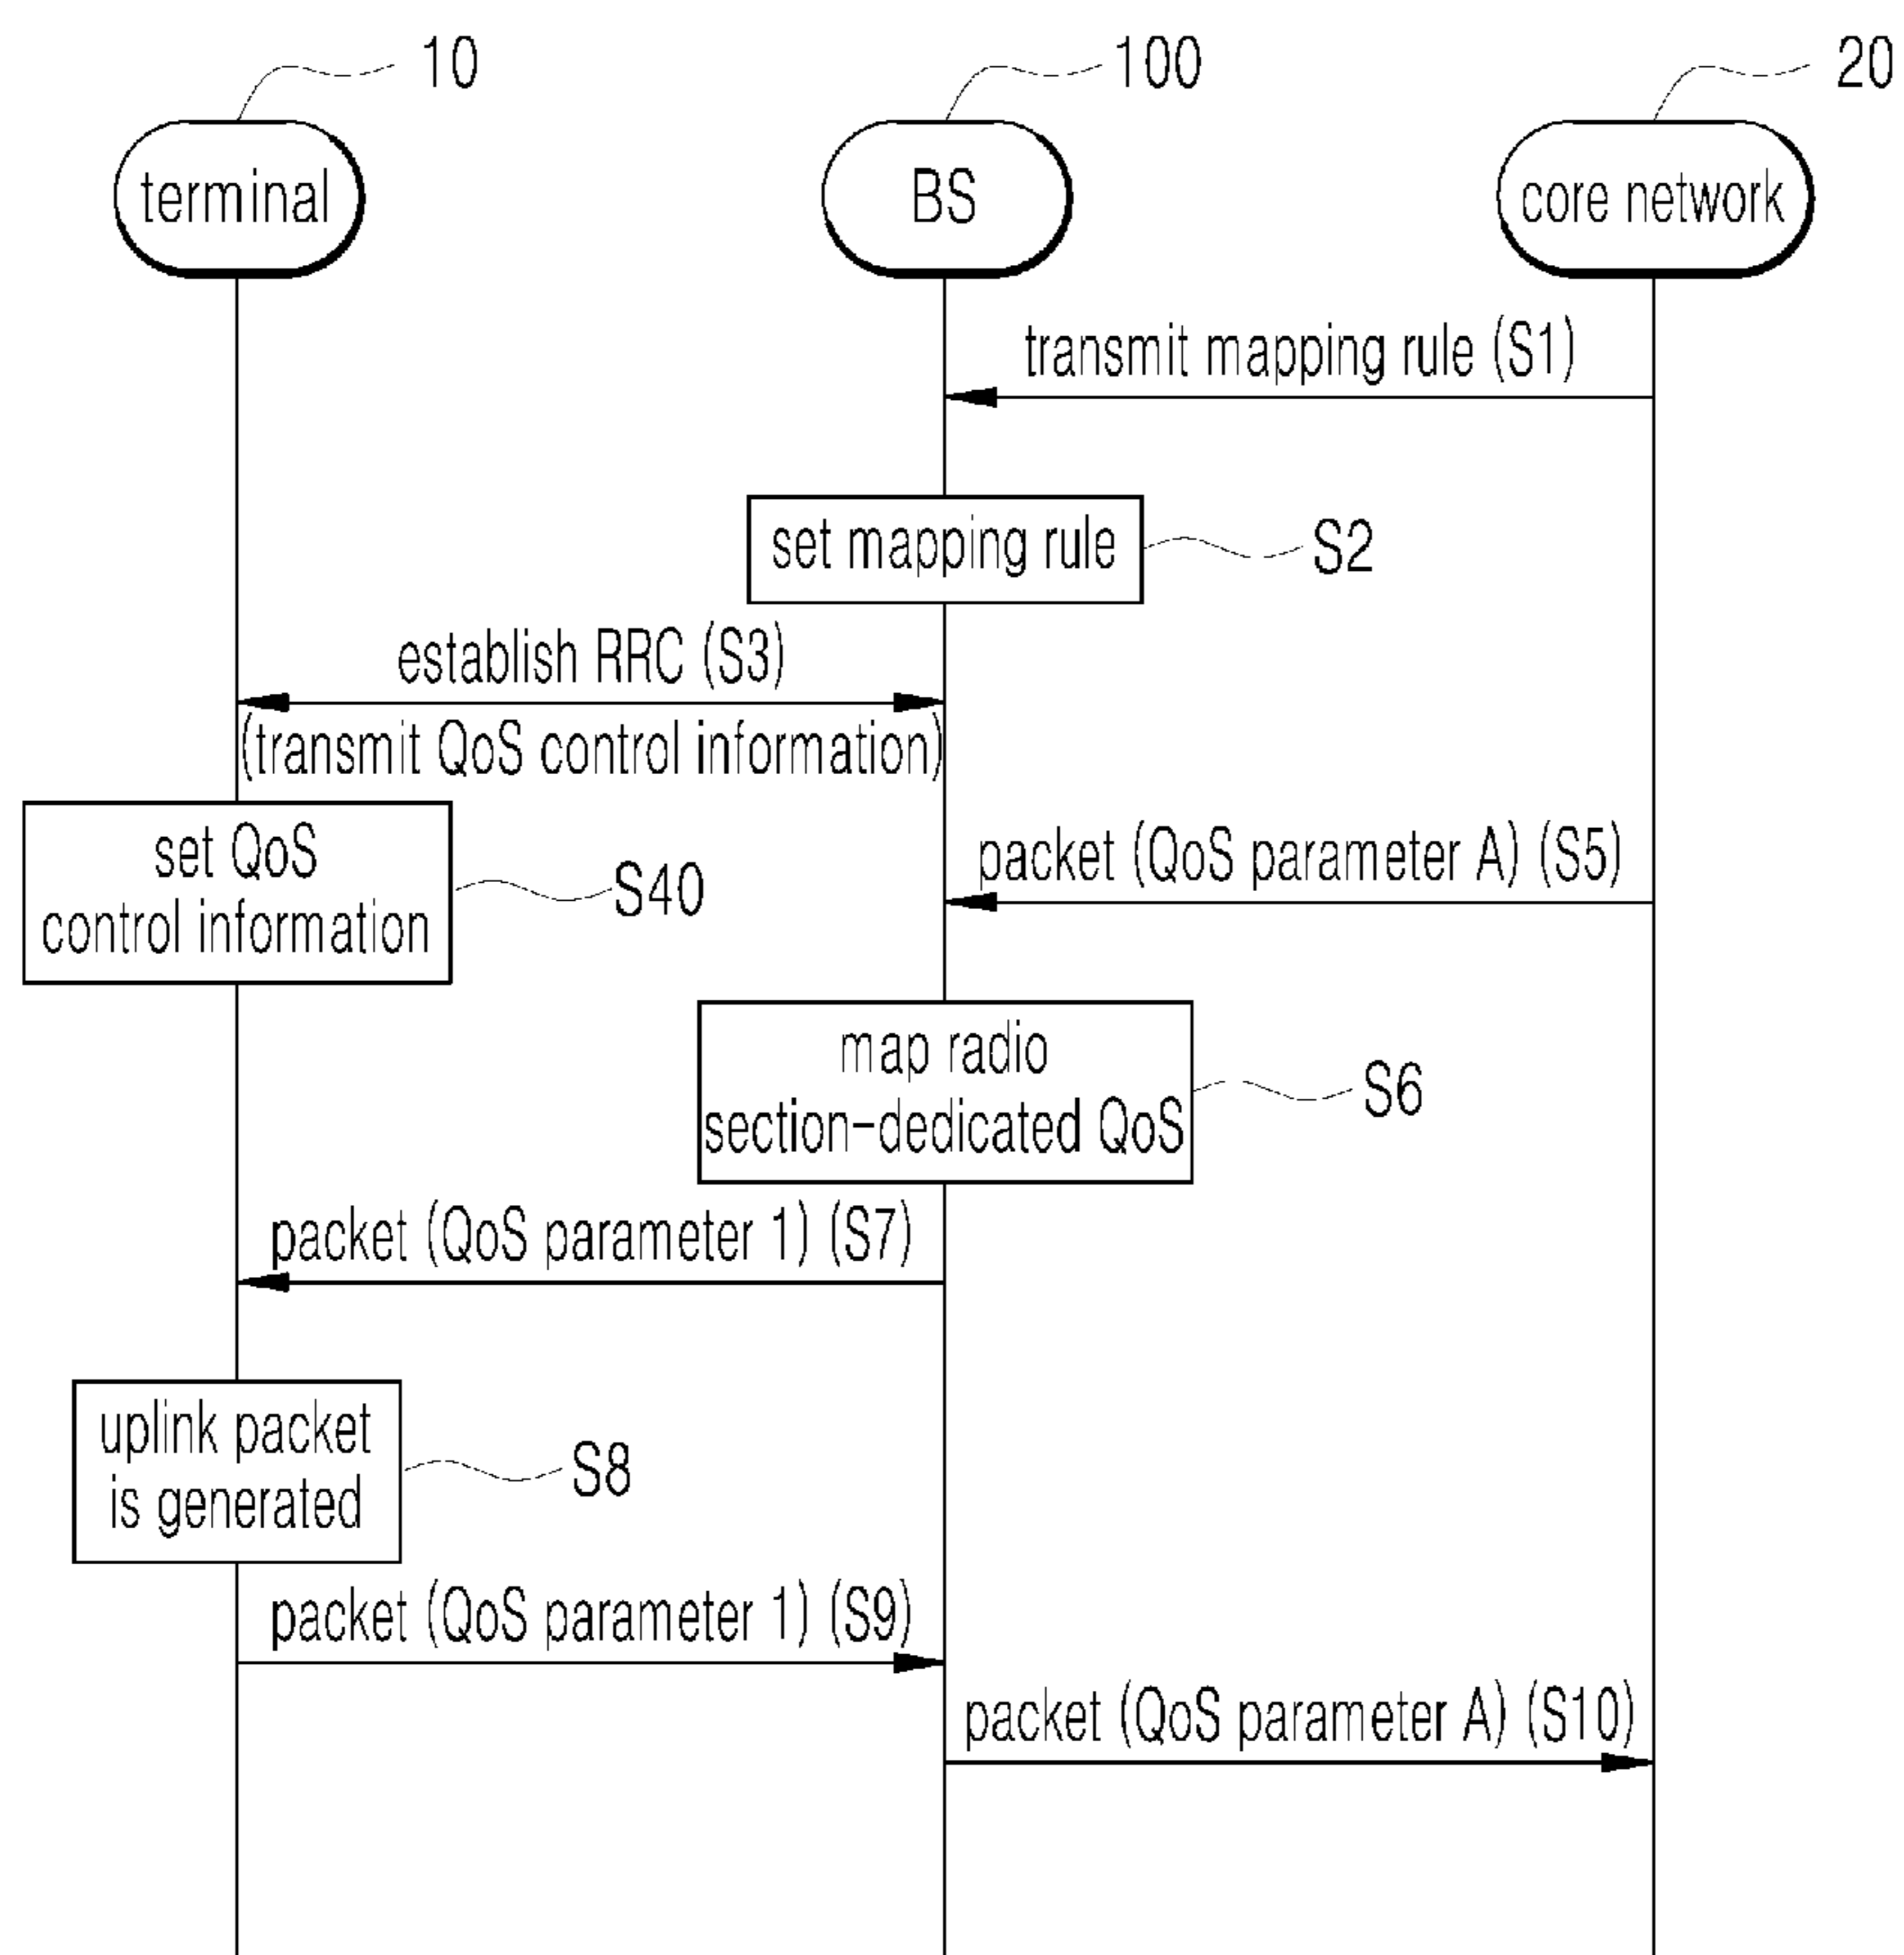 10
100
20
terminal
BS
core network
transmit mapping rule (S1)
set mapping rule
S2
establish RRC (S3)
(transmit QoS control information)
set QoS
control information
S40
packet (QoS parameter A) (S5)
map radio
section-dedicated QoS
S6
packet (QoS parameter 1) (S7)
uplink packet
is generated
S8
packet (QoS parameter 1) (S9)
packet (QoS parameter A) (S10)